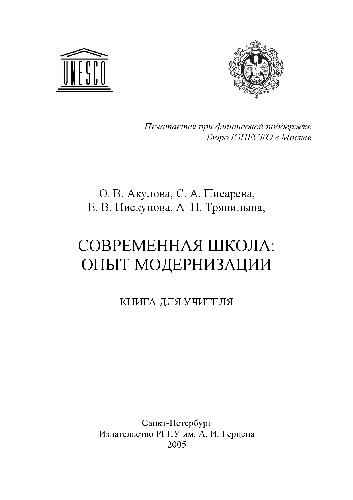 UNESCO
Печатается при финансовой поддержке
Бюро ЮНЕСКО в Москве
О. В. Акулова, С. А. Писарева,
Е. В. Пискунова, А. П. Тряпицына,
СОВРЕМЕННАЯ ШКОЛА:
ОПЫТ МОДЕРНИЗАЦИИ
КНИГА ДЛЯ УЧИТЕЛЯ
Санкт-Петербург
Издательство РГПУ им. А. И. Герцена
2005